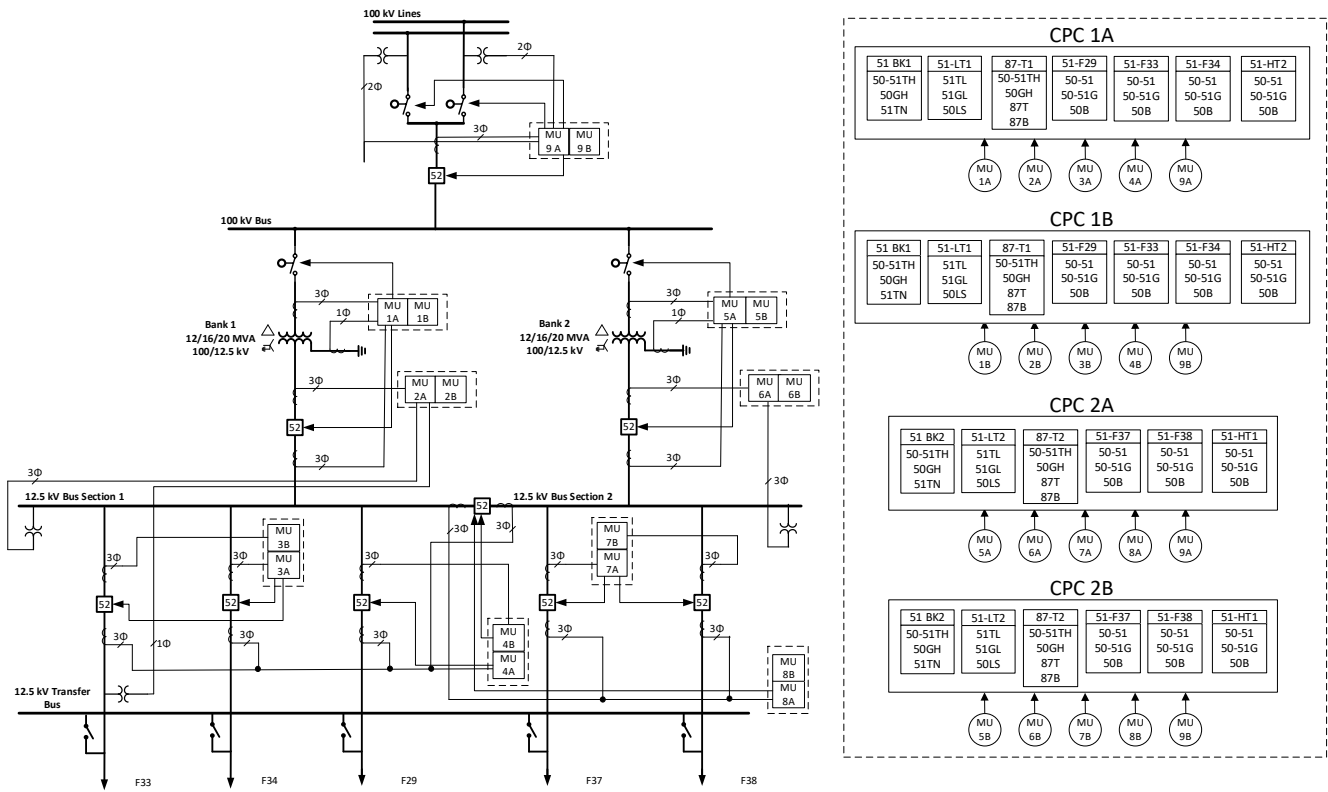 100 kV Lines
2Φ
2Φ
3Φ
MU 9A
MU 9B
52
100 kV Bus
3Φ
1Φ
MU 1A
MU 1B
Bank 1
12/16/20 MVA
100/12.5 kV
3Φ
MU 2A
MU 2B
52
3Φ
3Φ
1Φ
MU 5A
MU 5B
Bank 2
12/16/20 MVA
100/12.5 kV
3Φ
MU 6A
MU 6B
52
3Φ
3Φ
3Φ
12.5 kV Bus Section 1
52
12.5 kV Bus Section 2
3Φ
3Φ
3Φ
3Φ
MU 3B
MU 3A
3Φ
3Φ
MU 7B
MU 7A
3Φ
52
52
52
52
52
3Φ
1Φ
3Φ
3Φ
MU 4B
MU 4A
3Φ
3Φ
MU 8B
MU 8A
12.5 kV Transfer
Bus
F33
F34
F29
F37
F38
CPC 1A
51 BK1
50-51TH
50GH
51TN
51-LT1
51TL
51GL
50LS
87-T1
50-51TH
50GH
87T
87B
51-F29
50-51
50-51G
50B
51-F33
50-51
50-51G
50B
51-F34
50-51
50-51G
50B
51-HT2
50-51
50-51G
50B
MU 1A
MU 2A
MU 3A
MU 4A
MU 9A
CPC 1B
51 BK1
50-51TH
50GH
51TN
51-LT1
51TL
51GL
50LS
87-T1
50-51TH
50GH
87T
87B
51-F29
50-51
50-51G
50B
51-F33
50-51
50-51G
50B
51-F34
50-51
50-51G
50B
51-HT2
50-51
50-51G
50B
MU 1B
MU 2B
MU 3B
MU 4B
MU 9B
CPC 2A
51 BK2
50-51TH
50GH
51TN
51-LT2
51TL
51GL
50LS
87-T2
50-51TH
50GH
87T
87B
51-F37
50-51
50-51G
50B
51-F38
50-51
50-51G
50B
51-HT1
50-51
50-51G
50B
MU 5A
MU 6A
MU 7A
MU 8A
MU 9A
CPC 2B
51 BK2
50-51TH
50GH
51TN
51-LT2
51TL
51GL
50LS
87-T2
50-51TH
50GH
87T
87B
51-F37
50-51
50-51G
50B
51-F38
50-51
50-51G
50B
51-HT1
50-51
50-51G
50B
MU 5B
MU 6B
MU 7B
MU 8B
MU 9B